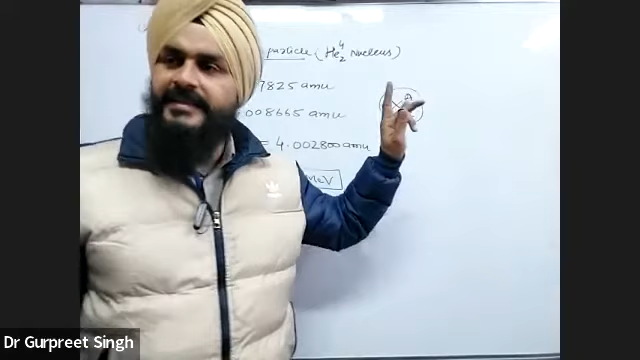 particle (He⁴₂ Nucleus)
7825 amu
.008665 amu
= 4.002800 amu
MeV
Dr Gurpreet Singh